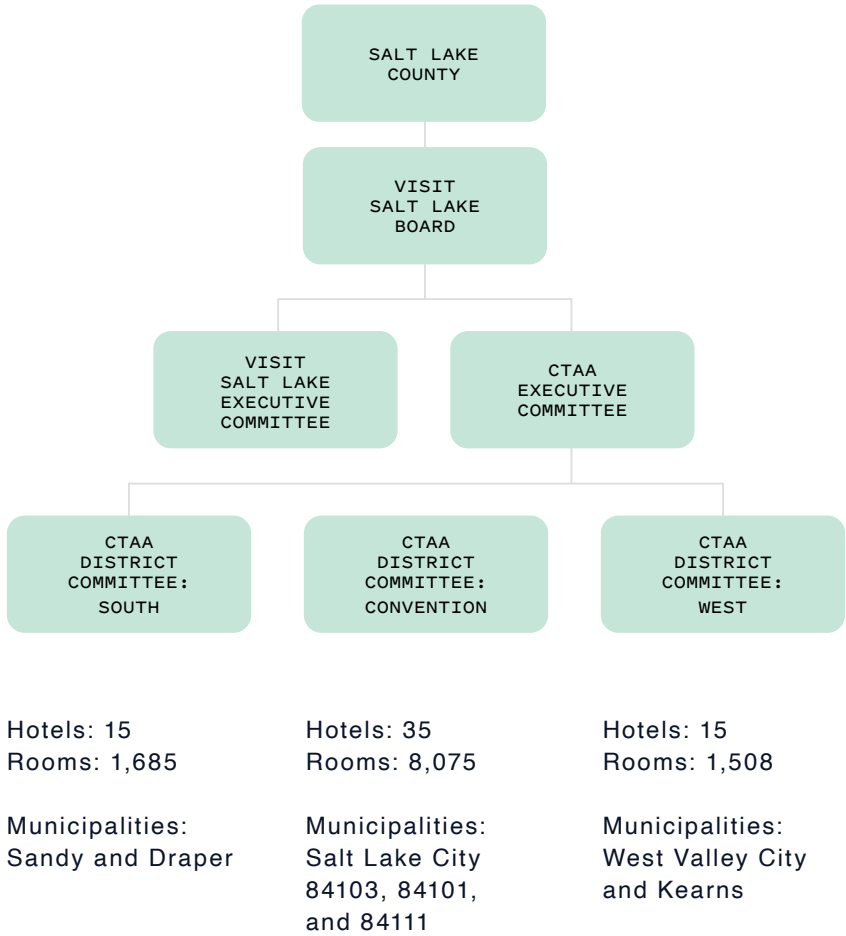 SALT LAKE
COUNTY
VISIT
SALT LAKE
BOARD
VISIT
SALT LAKE
EXECUTIVE
COMMITTEE
CTAA
EXECUTIVE
COMMITTEE
CTAA
DISTRICT
COMMITTEE:
SOUTH
CTAA
DISTRICT
COMMITTEE:
CONVENTION
CTAA
DISTRICT
COMMITTEE:
WEST
Hotels: 15
Rooms: 1,685
Municipalities:
Sandy and Draper
Hotels: 35
Rooms: 8,075
Municipalities:
Salt Lake City
84103, 84101,
and 84111
Hotels: 15
Rooms: 1,508
Municipalities:
West Valley City
and Kearns